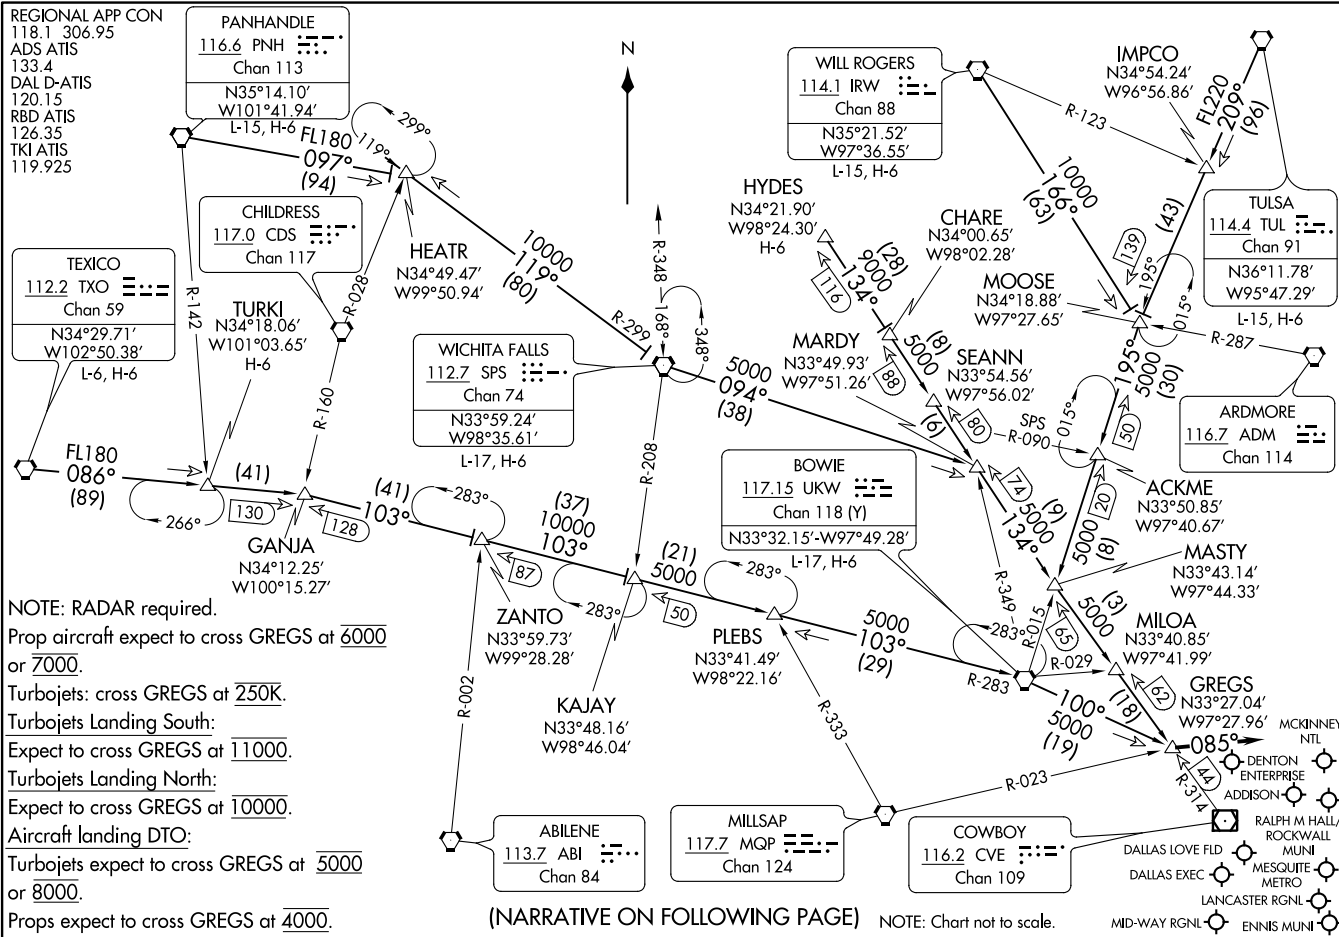 REGIONAL APP CON
118.1 306.95
ADS ATIS
133.4
DAL D-ATIS
120.15
RBD ATIS
126.35
TKI ATIS
119.925
PANHANDLE
116.6 PNH
Chan 113
N35°14.10′
W101°41.94′
L-15, H-6
CHILDRESS
117.0 CDS
Chan 117
TEXICO
112.2 TXO
Chan 59
N34°29.71′
W102°50.38′
L-6, H-6
TURKI
N34°18.06′
W101°03.65′
H-6
HEATR
N34°49.47′
W99°50.94′
FL180
097°
(94)
119°
299°
10000
119°
(80)
R-299
R-142
R-028
R-160
FL180
086°
(89)
266°
(41)
130
128
GANJA
N34°12.25′
W100°15.27′
(41)
103°
283°
87
ZANTO
N33°59.73′
W99°28.28′
R-002
(37)
10000
103°
283°
KAJAY
N33°48.16′
W98°46.04′
50
(21)
5000
283°
PLEBS
N33°41.49′
W98°22.16′
R-333
5000
103°
(29)
R-283
283°
N
R-348
168°
348°
WICHITA FALLS
112.7 SPS
Chan 74
N33°59.24′
W98°35.61′
L-17, H-6
R-208
5000
094°
(38)
WILL ROGERS
114.1 IRW
Chan 88
N35°21.52′
W97°36.55′
L-15, H-6
R-123
10000
166°
(63)
IMPCO
N34°54.24′
W96°56.86′
FL220
209°
(96)
TULSA
114.4 TUL
Chan 91
N36°11.78′
W95°47.29′
L-15, H-6
(43)
139
195°
015°
HYDES
N34°21.90′
W98°24.30′
H-6
116
(28)
9000
134°
CHARE
N34°00.65′
W98°02.28′
88
(8)
5000
MOOSE
N34°18.88′
W97°27.65′
R-287
ARDMORE
116.7 ADM
Chan 114
MARDY
N33°49.93′
W97°51.26′
SEANN
N33°54.56′
W97°56.02′
80
(6)
SPS
R-090
015°
195°
5000
(30)
50
ACKME
N33°50.85′
W97°40.67′
20
5000
(8)
74
(9)
5000
134°
BOWIE
117.15 UKW
Chan 118 (Y)
N33°32.15′-W97°49.28′
L-17, H-6
R-349
R-015
R-029
65
MASTY
N33°43.14′
W97°44.33′
(3)
5000
MILOA
N33°40.85′
W97°41.99′
62
(18)
GREGS
N33°27.04′
W97°27.96′
100°
5000
(19)
085°
44
R-314
R-023
ABILENE
113.7 ABI
Chan 84
MILLSAP
117.7 MQP
Chan 124
COWBOY
116.2 CVE
Chan 109
MCKINNEY
NTL
DENTON
ENTERPRISE
ADDISON
RALPH M HALL/
ROCKWALL
MUNI
DALLAS LOVE FLD
DALLAS EXEC
MESQUITE
METRO
LANCASTER RGNL
MID-WAY RGNL
ENNIS MUNI
NOTE: RADAR required.
Prop aircraft expect to cross GREGS at 6000
or 7000.
Turbojets: cross GREGS at 250K.
Turbojets Landing South:
Expect to cross GREGS at 11000.
Turbojets Landing North:
Expect to cross GREGS at 10000.
Aircraft landing DTO:
Turbojets expect to cross GREGS at 5000
or 8000.
Props expect to cross GREGS at 4000.
(NARRATIVE ON FOLLOWING PAGE)
NOTE: Chart not to scale.